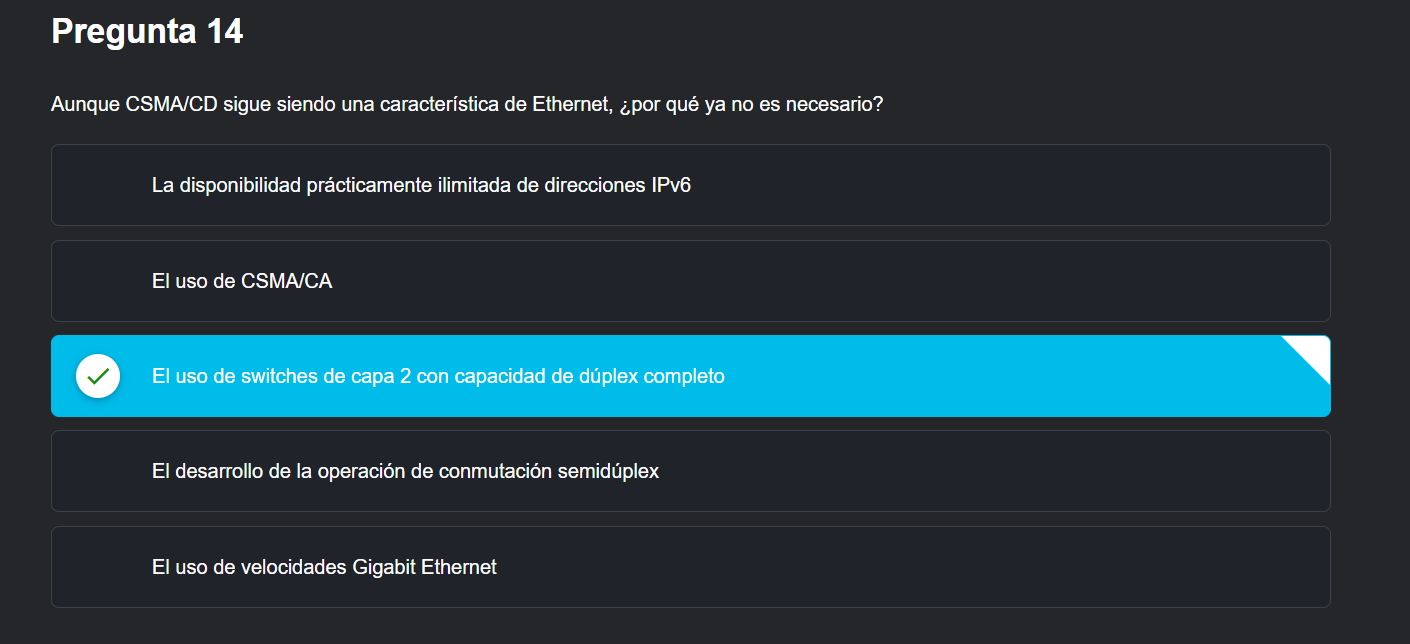 Pregunta 14
Aunque CSMA/CD sigue siendo una característica de Ethernet, ¿por qué ya no es necesario?
La disponibilidad prácticamente ilimitada de direcciones IPv6
El uso de CSMA/CA
El uso de switches de capa 2 con capacidad de dúplex completo
El desarrollo de la operación de conmutación semidúplex
El uso de velocidades Gigabit Ethernet